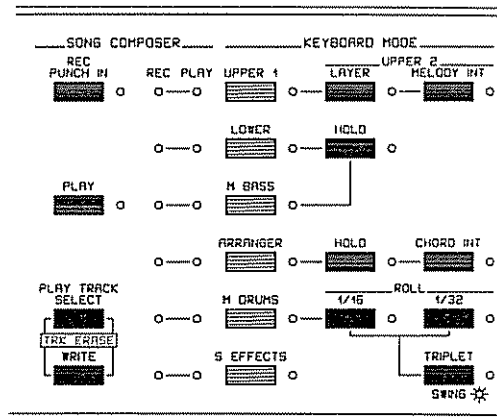 SONG COMPOSER KEYBOARD MODE
REC UPPER 2
PUNCH IN REC PLAY UPPER 1 LAYER MELODY INT
LOWER HOLD
PLAY M BASS
ARRANGER HOLD CHORD INT
PLAY TRACK ROLL
SELECT M DRUMS 1/16 1/32
TRK ERASE
WRITE S EFFECTS TRIPLET
SWING